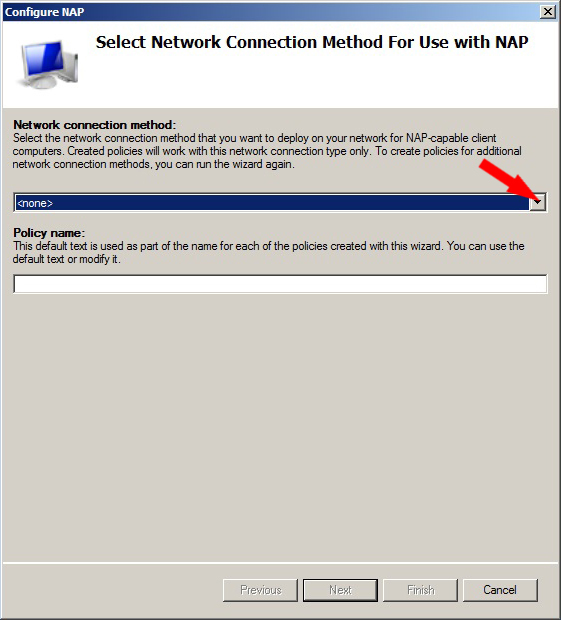 Configure NAP
Select Network Connection Method For Use with NAP
Network connection method:
Select the network connection method that you want to deploy on your network for NAP-capable client
computers. Created policies will work with this network connection type only. To create policies for additional
network connection methods, you can run the wizard again.
<none>
Policy name:
This default text is used as part of the name for each of the policies created with this wizard. You can use the
default text or modify it.
Previous Next Finish Cancel